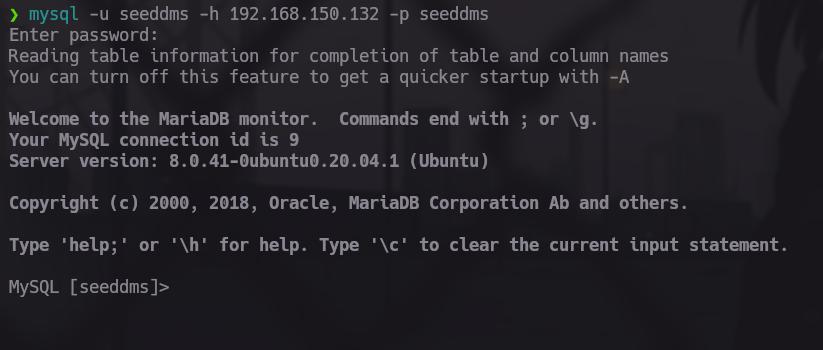 ❯ mysql -u seeddms -h 192.168.150.132 -p seeddms
Enter password:
Reading table information for completion of table and column names
You can turn off this feature to get a quicker startup with -A
Welcome to the MariaDB monitor.  Commands end with ; or \g.
Your MySQL connection id is 9
Server version: 8.0.41-0ubuntu0.20.04.1 (Ubuntu)
Copyright (c) 2000, 2018, Oracle, MariaDB Corporation Ab and others.
Type 'help;' or '\h' for help. Type '\c' to clear the current input statement.
MySQL [seeddms]>